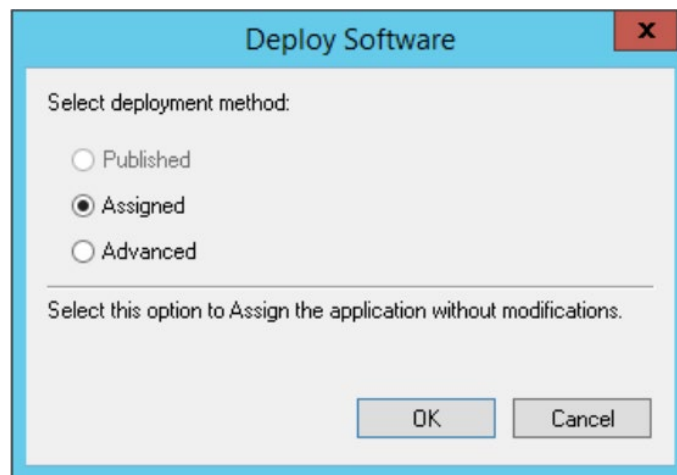 Deploy Software
x
Select deployment method:
Published
Assigned
Advanced
Select this option to Assign the application without modifications.
OK Cancel